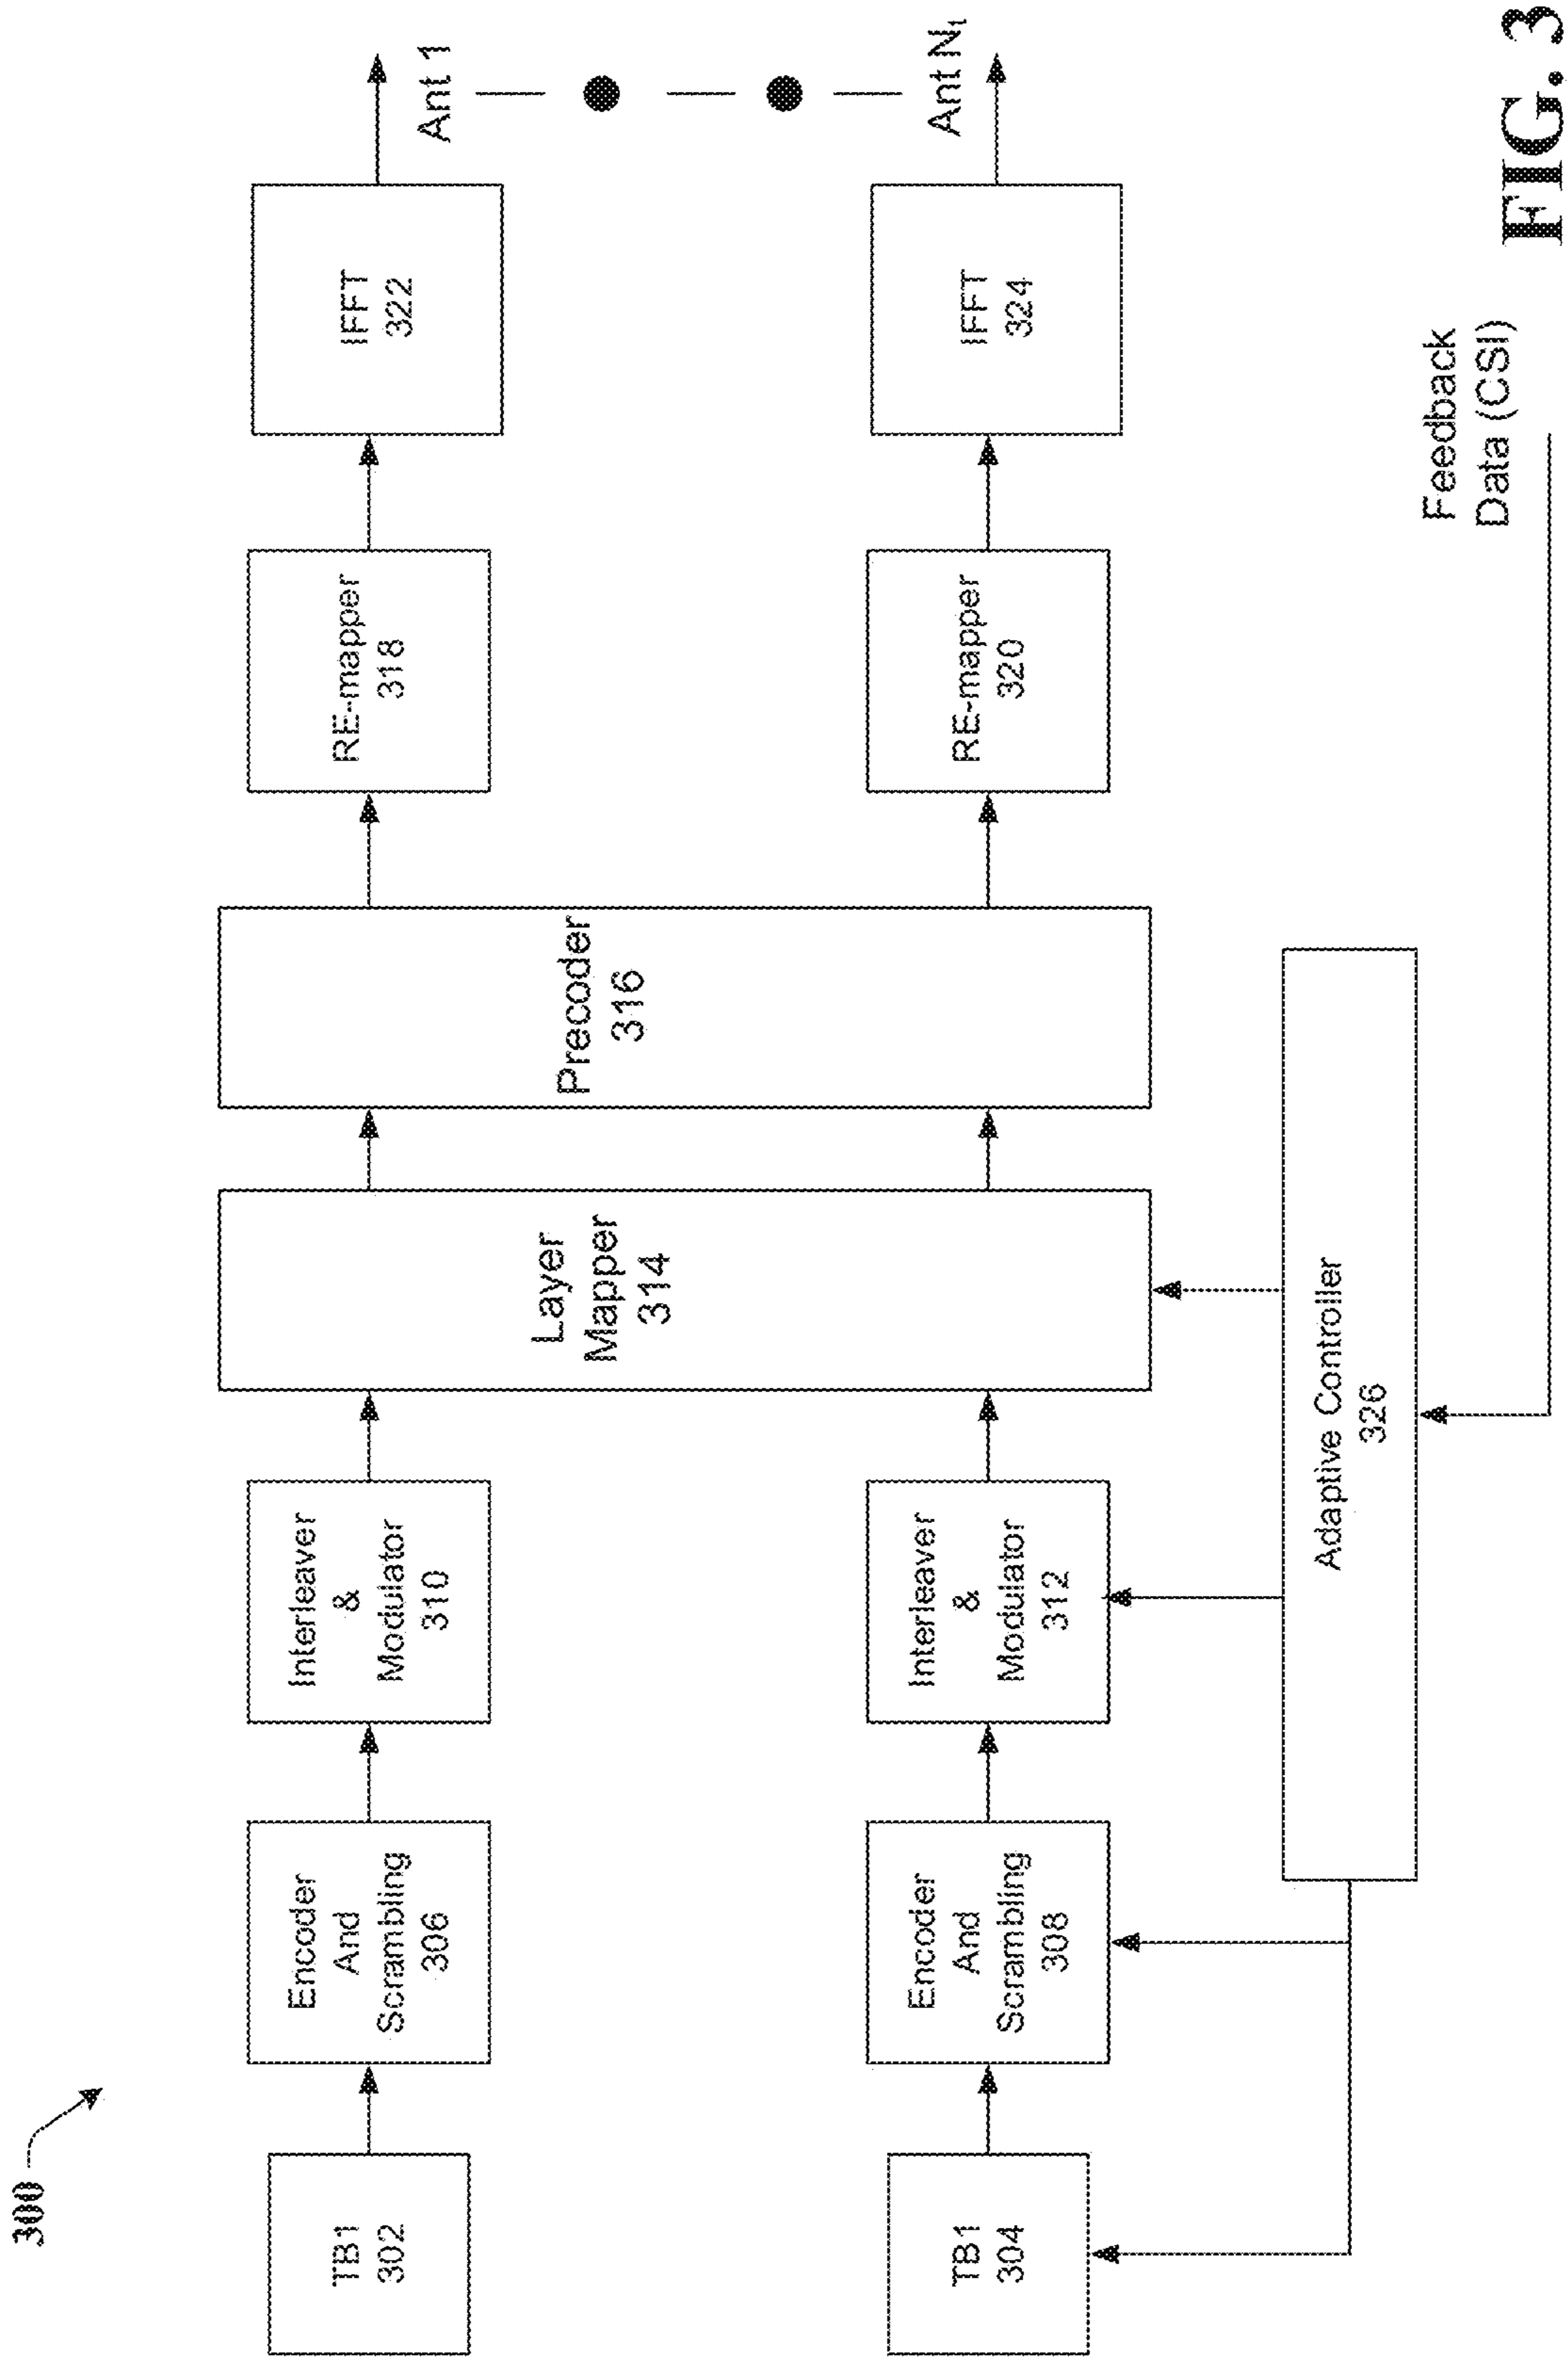 300
TB1
302
Encoder
And
Scrambling
306
Interleaver
&
Modulator
310
Layer
Mapper
314
Precoder
316
RE-mapper
318
IFFT
322
Ant 1
TB1
304
Encoder
And
Scrambling
308
Interleaver
&
Modulator
312
RE-mapper
320
IFFT
324
Ant Nt
Adaptive Controller
326
Feedback
Data (CSI)
FIG. 3